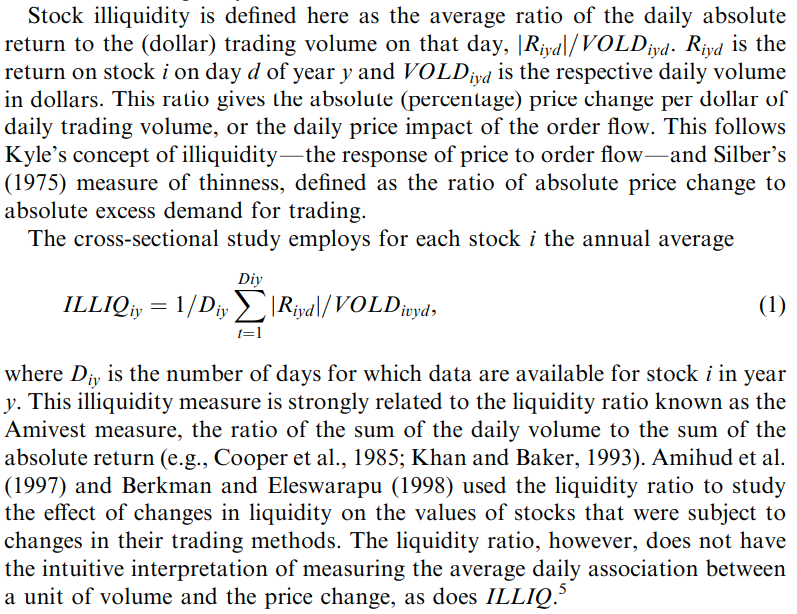 Stock illiquidity is defined here as the average ratio of the daily absolute
return to the (dollar) trading volume on that day, |R_{iyd}|/VOLD_{iyd}. R_{iyd} is the
return on stock i on day d of year y and VOLD_{iyd} is the respective daily volume
in dollars. This ratio gives the absolute (percentage) price change per dollar of
daily trading volume, or the daily price impact of the order flow. This follows
Kyle's concept of illiquidity—the response of price to order flow—and Silber's
(1975) measure of thinness, defined as the ratio of absolute price change to
absolute excess demand for trading.
The cross-sectional study employs for each stock i the annual average
ILLIQ_{iy} = 1/D_{iy} \sum_{t=1}^{Diy} |R_{iyd}|/VOLD_{ivyd}, (1)
where D_{iy} is the number of days for which data are available for stock i in year
y. This illiquidity measure is strongly related to the liquidity ratio known as the
Amivest measure, the ratio of the sum of the daily volume to the sum of the
absolute return (e.g., Cooper et al., 1985; Khan and Baker, 1993). Amihud et al.
(1997) and Berkman and Eleswarapu (1998) used the liquidity ratio to study
the effect of changes in liquidity on the values of stocks that were subject to
changes in their trading methods. The liquidity ratio, however, does not have
the intuitive interpretation of measuring the average daily association between
a unit of volume and the price change, as does ILLIQ.⁵